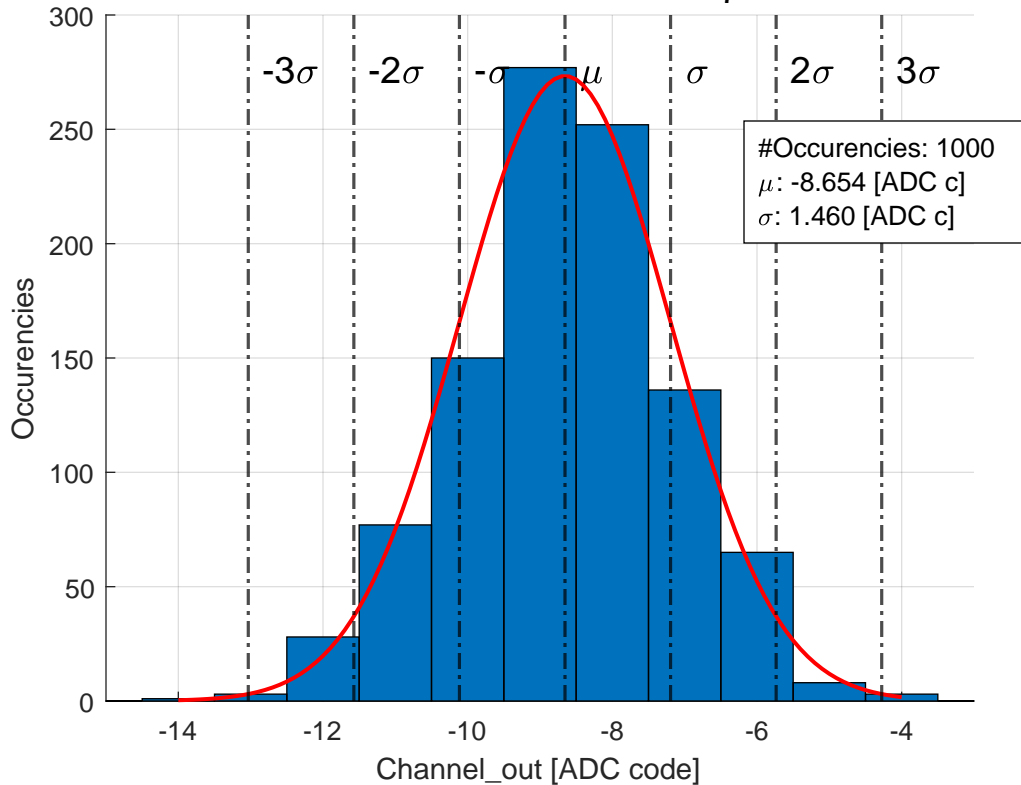 300
250
200
150
100
50
0
-3σ
-2σ
-σ
μ
σ
2σ
3σ
#Occurencies: 1000
μ: -8.654 [ADC c]
σ: 1.460 [ADC c]
Occurencies
-14
-12
-10
-8
-6
-4
Channel_out [ADC code]